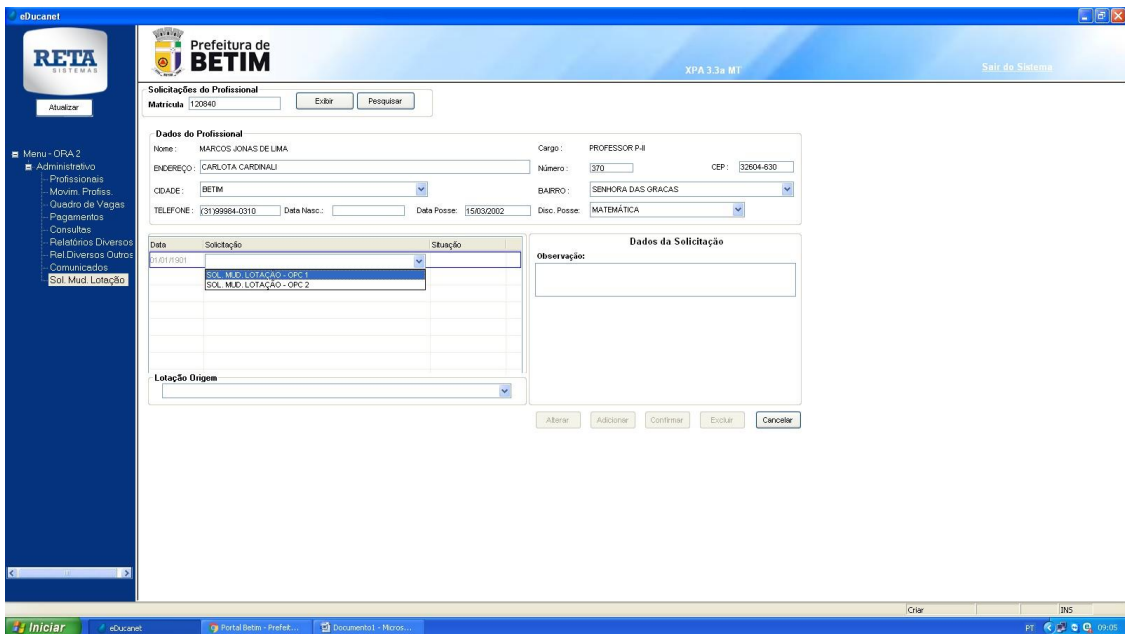 eDucanet
RETA
SISTEMAS
Prefeitura de
BETIM
XPA 3.3a MT
Sair do Sistema
Atualizar
Solicitações do Profissional
Matrícula 120840 Exibir Pesquisar
Menu - ORA 2
Administrativo
Profissionais
Movim. Profiss.
Quadro de Vagas
Pagamentos
Consultas
Relatórios Diversos
Rel.Diversos Outros
Comunicados
Sol. Mud. Lotação
Dados do Profissional
Nome : MARCOS JONAS DE LIMA Cargo : PROFESSOR P-II
ENDEREÇO : CARLOTA CARDINALI Número : 370 CEP : 32604-630
CIDADE : BETIM BAIRRO : SENHORA DAS GRACAS
TELEFONE : (31)99984-0310 Data Nasc.: Data Posse: 15/03/2002 Disc. Posse: MATEMÁTICA
Data Solicitação Situação
01/01/1901
SOL. MUD. LOTAÇÃO - OPC 1
SOL. MUD. LOTAÇÃO - OPC 2
Dados da Solicitação
Observação:
Lotação Origem
Alterar Adicionar Confirmar Excluir Cancelar
Criar INS
Iniciar eDucanet Portal Betim - Prefeit... Documento1 - Micros... PT 09:05